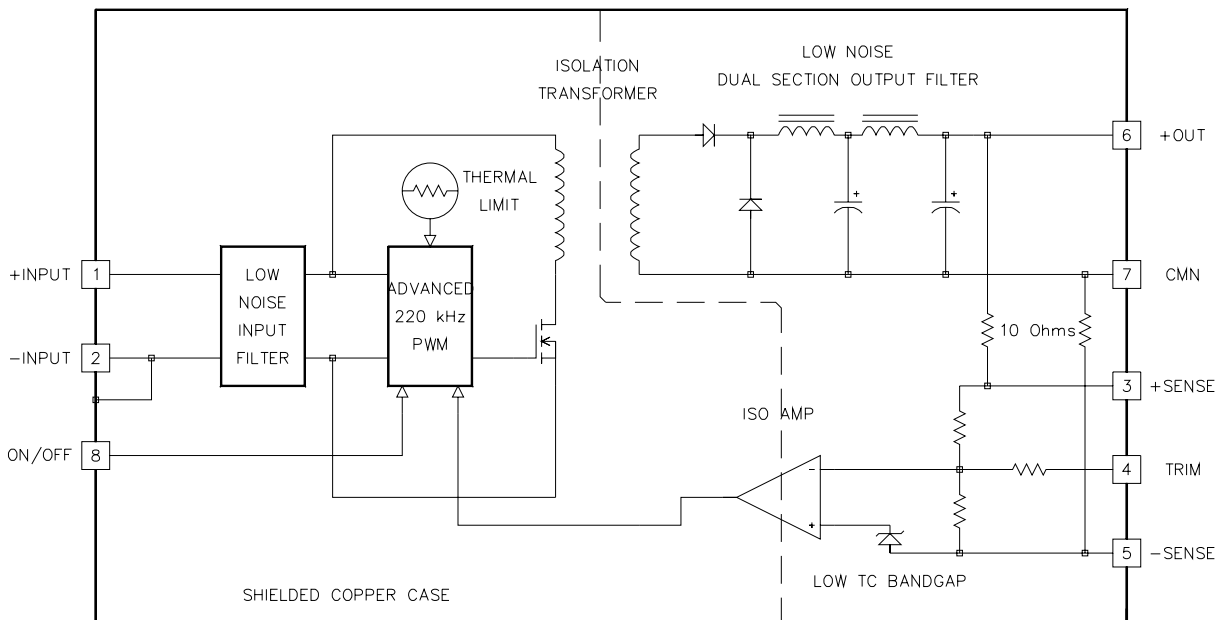 LOW NOISE
DUAL SECTION OUTPUT FILTER
ISOLATION
TRANSFORMER
6 +OUT
THERMAL
LIMIT
+INPUT 1
LOW
NOISE
INPUT
FILTER
ADVANCED
220 kHz
PWM
7 CMN
10 Ohms
-INPUT 2
3 +SENSE
ISO AMP
ON/OFF 8
4 TRIM
-
+
+
+
5 -SENSE
LOW TC BANDGAP
SHIELDED COPPER CASE